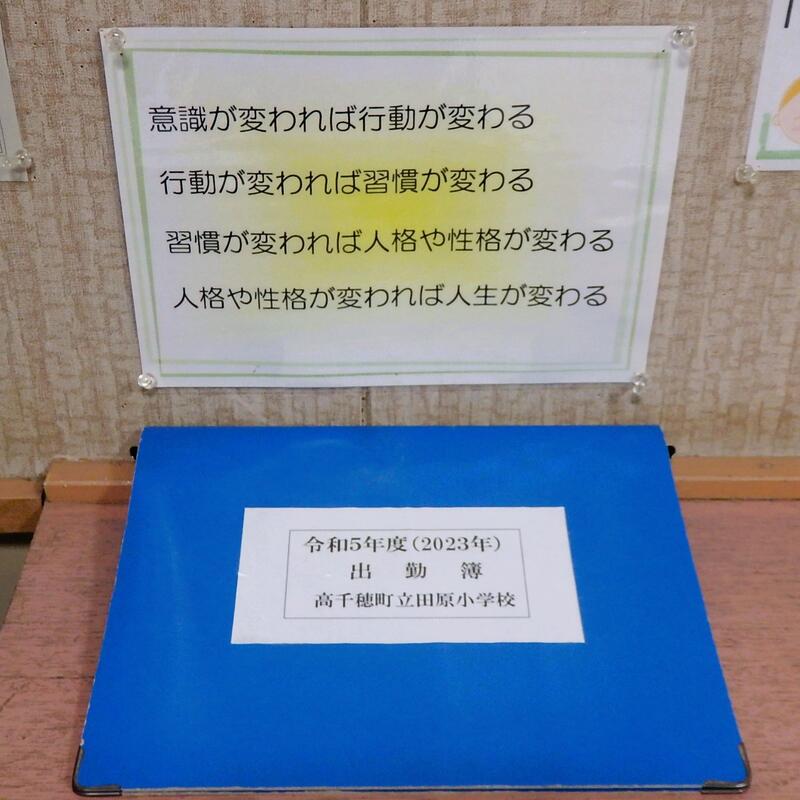 意識が変われば行動が変わる
行動が変われば習慣が変わる
習慣が変われば人格や性格が変わる
人格や性格が変われば人生が変わる
令和5年度(2023年)
出勤簿
高千穂町立田原小学校